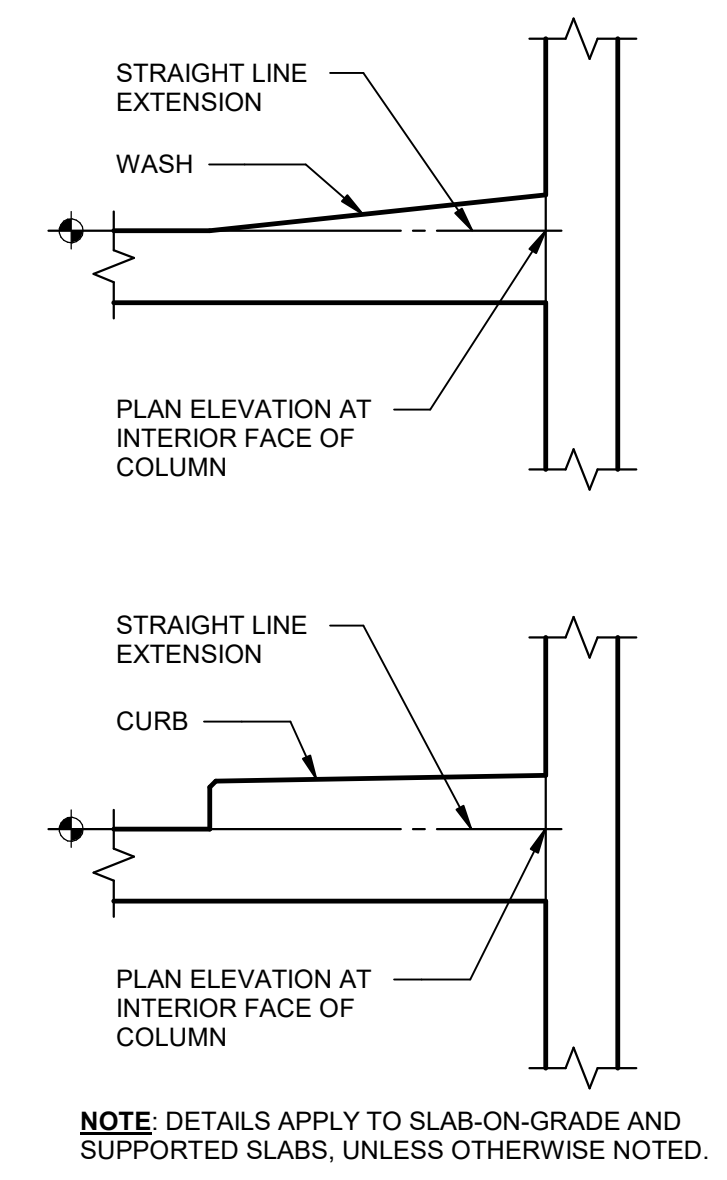 STRAIGHT LINE
EXTENSION
WASH
PLAN ELEVATION AT
INTERIOR FACE OF
COLUMN
STRAIGHT LINE
EXTENSION
CURB
PLAN ELEVATION AT
INTERIOR FACE OF
COLUMN
NOTE: DETAILS APPLY TO SLAB-ON-GRADE AND
SUPPORTED SLABS, UNLESS OTHERWISE NOTED.